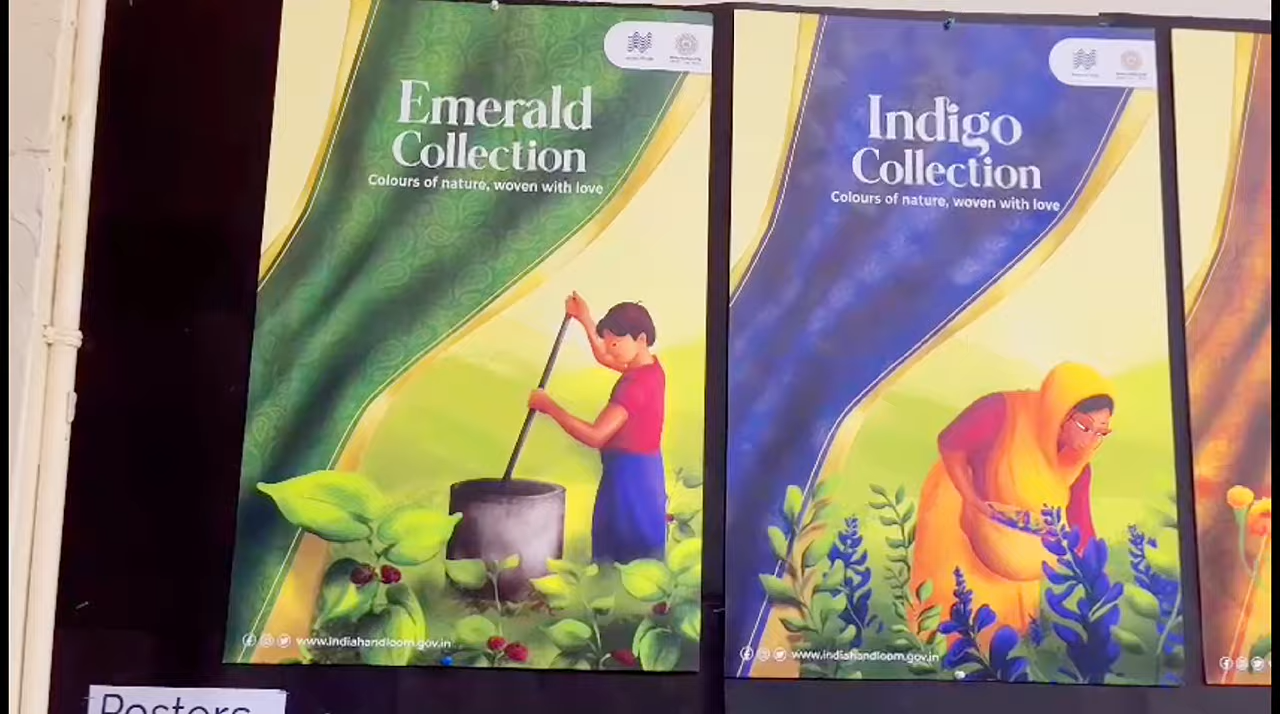 Emerald
Collection
Colours of nature, woven with love
www.indiahandloom.gov.in
Indigo
Collection
Colours of nature, woven with love
www.indiahandloom.gov.in
Posters